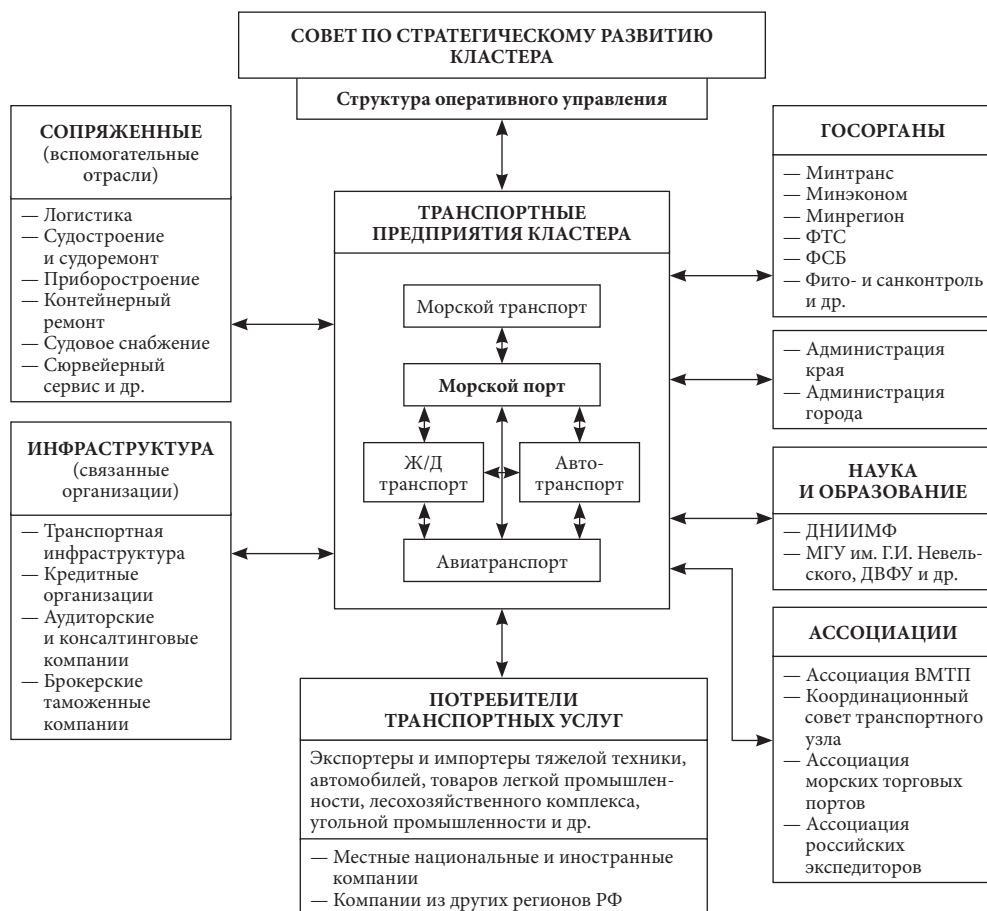 СОВЕТ ПО СТРАТЕГИЧЕСКОМУ РАЗВИТИЮ
КЛАСТЕРА
Структура оперативного управления
СОПРЯЖЕННЫЕ
(вспомогательные
отрасли)
— Логистика
— Судостроение
и судоремонт
— Приборостроение
— Контейнерный
ремонт
— Судовое снабжение
— Сюрвейерный
сервис и др.
ИНФРАСТРУКТУРА
(связанные
организации)
— Транспортная
инфраструктура
— Кредитные
организации
— Аудиторские
и консалтинговые
компании
— Брокерские
таможенные
компании
ТРАНСПОРТНЫЕ
ПРЕДПРИЯТИЯ КЛАСТЕРА
Морской транспорт
Морской порт
Ж/Д
транспорт
Авто-
транспорт
Авиатранспорт
ПОТРЕБИТЕЛИ
ТРАНСПОРТНЫХ УСЛУГ
Экспортеры и импортеры тяжелой техники,
автомобилей, товаров легкой промышлен-
ности, лесохозяйственного комплекса,
угольной промышленности и др.
— Местные национальные и иностранные
компании
— Компании из других регионов РФ
ГОСОРГАНЫ
— Минтранс
— Минэконом
— Минрегион
— ФТС
— ФСБ
— Фито- и санконтроль
и др.
— Администрация
края
— Администрация
города
НАУКА
И ОБРАЗОВАНИЕ
— ДНИИМФ
— МГУ им. Г.И. Невель-
ского, ДВФУ и др.
АССОЦИАЦИИ
— Ассоциация ВМТП
— Координационный
совет транспортного
узла
— Ассоциация
морских торговых
портов
— Ассоциация
российских
экспедиторов